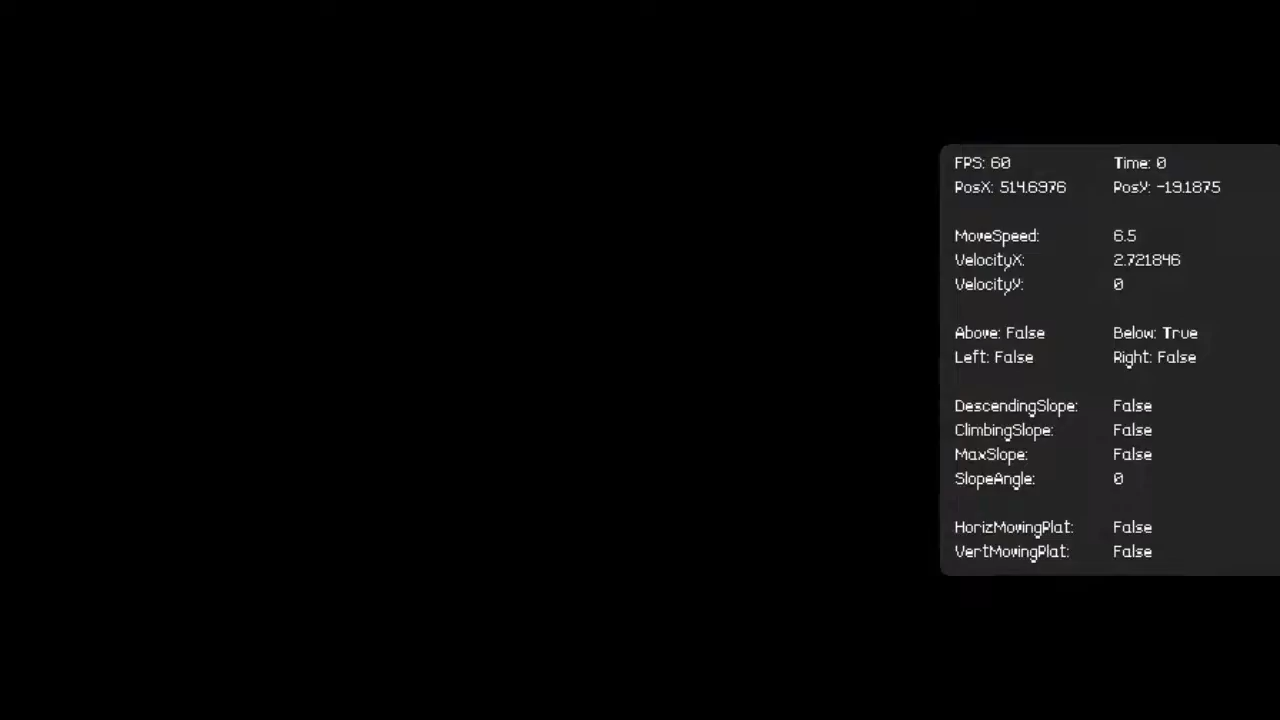 FPS: 60 Time: 0
PosX: 514.6976 PosY: -19.1875
MoveSpeed: 6.5
VelocityX: 2.721846
VelocityY: 0
Above: False Below: True
Left: False Right: False
DescendingSlope: False
ClimbingSlope: False
MaxSlope: False
SlopeAngle: 0
HorizMovingPlat: False
VertMovingPlat: False